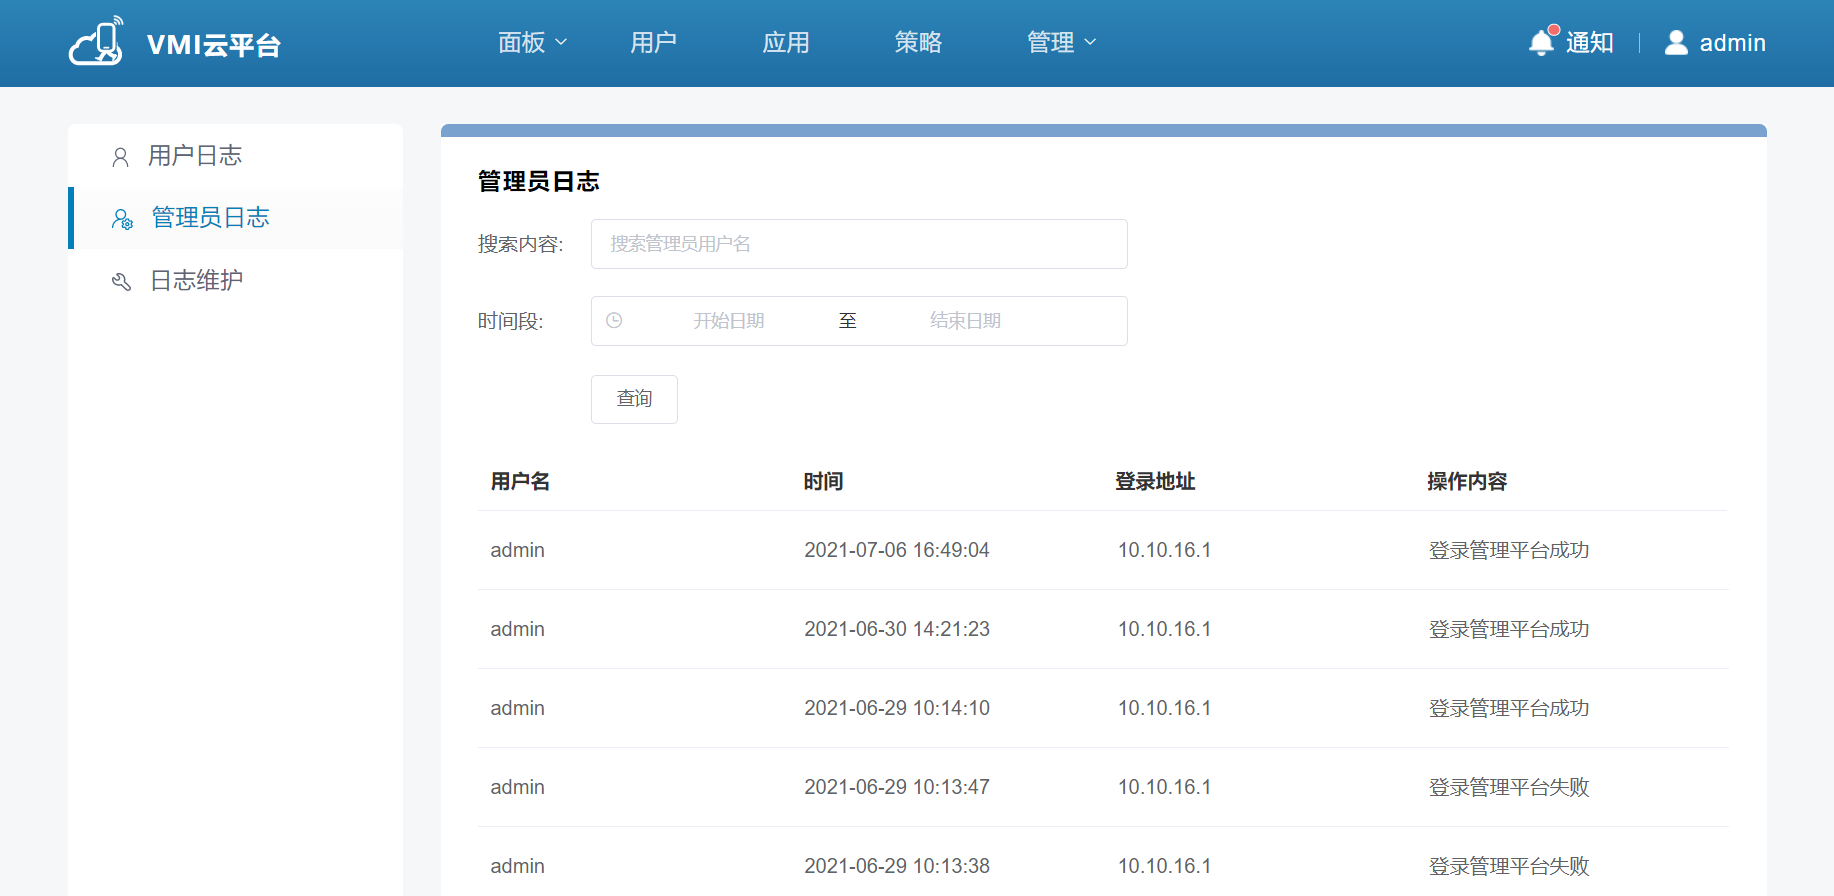 VMI云平台 面板 用户 应用 策略 管理 通知 admin
用户日志
管理员日志
日志维护
管理员日志
搜索内容: 搜索管理员用户名
时间段: 开始日期 至 结束日期
查询
用户名 时间 登录地址 操作内容
admin 2021-07-06 16:49:04 10.10.16.1 登录管理平台成功
admin 2021-06-30 14:21:23 10.10.16.1 登录管理平台成功
admin 2021-06-29 10:14:10 10.10.16.1 登录管理平台成功
admin 2021-06-29 10:13:47 10.10.16.1 登录管理平台失败
admin 2021-06-29 10:13:38 10.10.16.1 登录管理平台失败